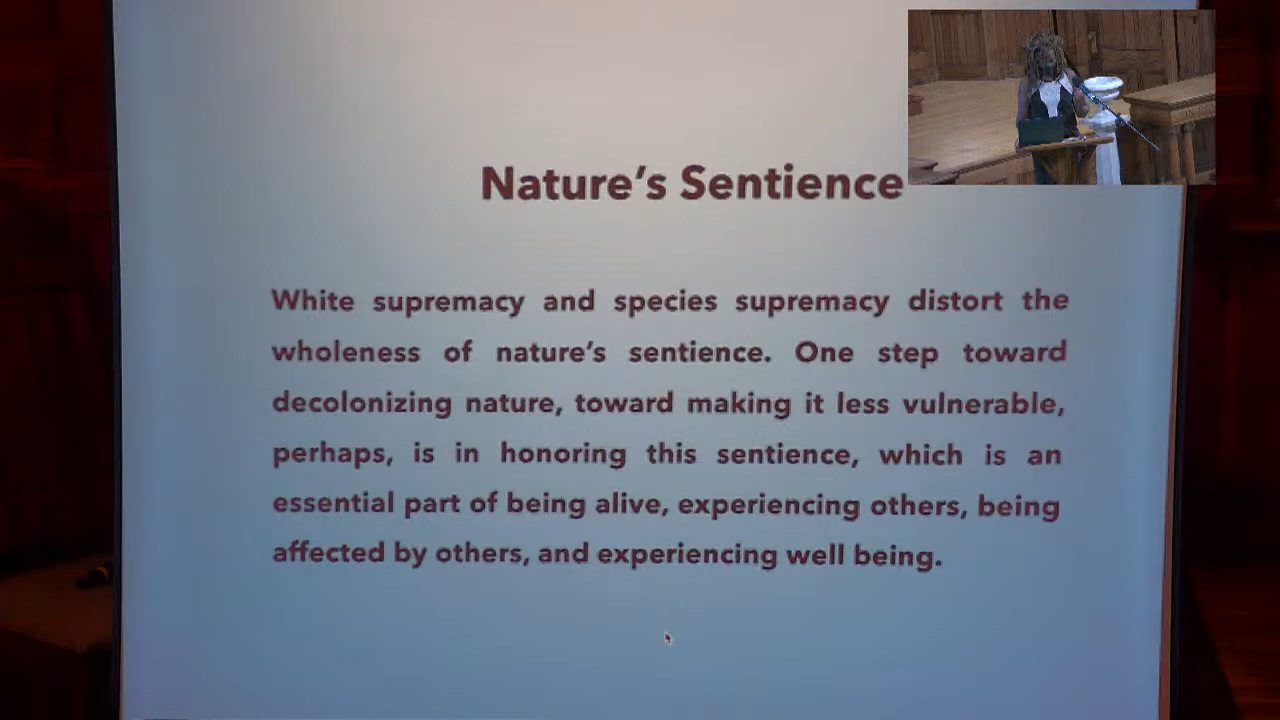 Nature's Sentience
White supremacy and species supremacy distort the
wholeness of nature's sentience. One step toward
decolonizing nature, toward making it less vulnerable,
perhaps, is in honoring this sentience, which is an
essential part of being alive, experiencing others, being
affected by others, and experiencing well being.